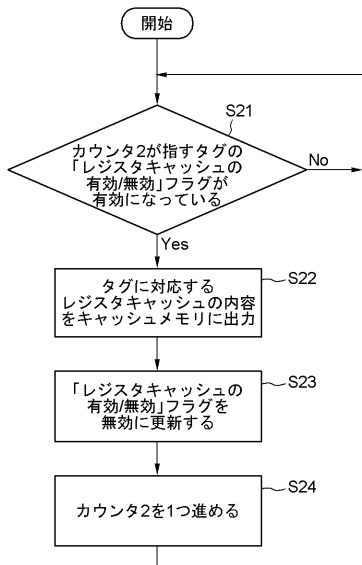 開始
S21
カウンタ2が指すタグの
「レジスタキャッシュの
有効/無効」フラグが
有効になっている
No
Yes
S22
タグに対応する
レジスタキャッシュの内容
をキャッシュメモリに出力
S23
「レジスタキャッシュの
有効/無効」フラグを
無効に更新する
S24
カウンタ2を1つ進める